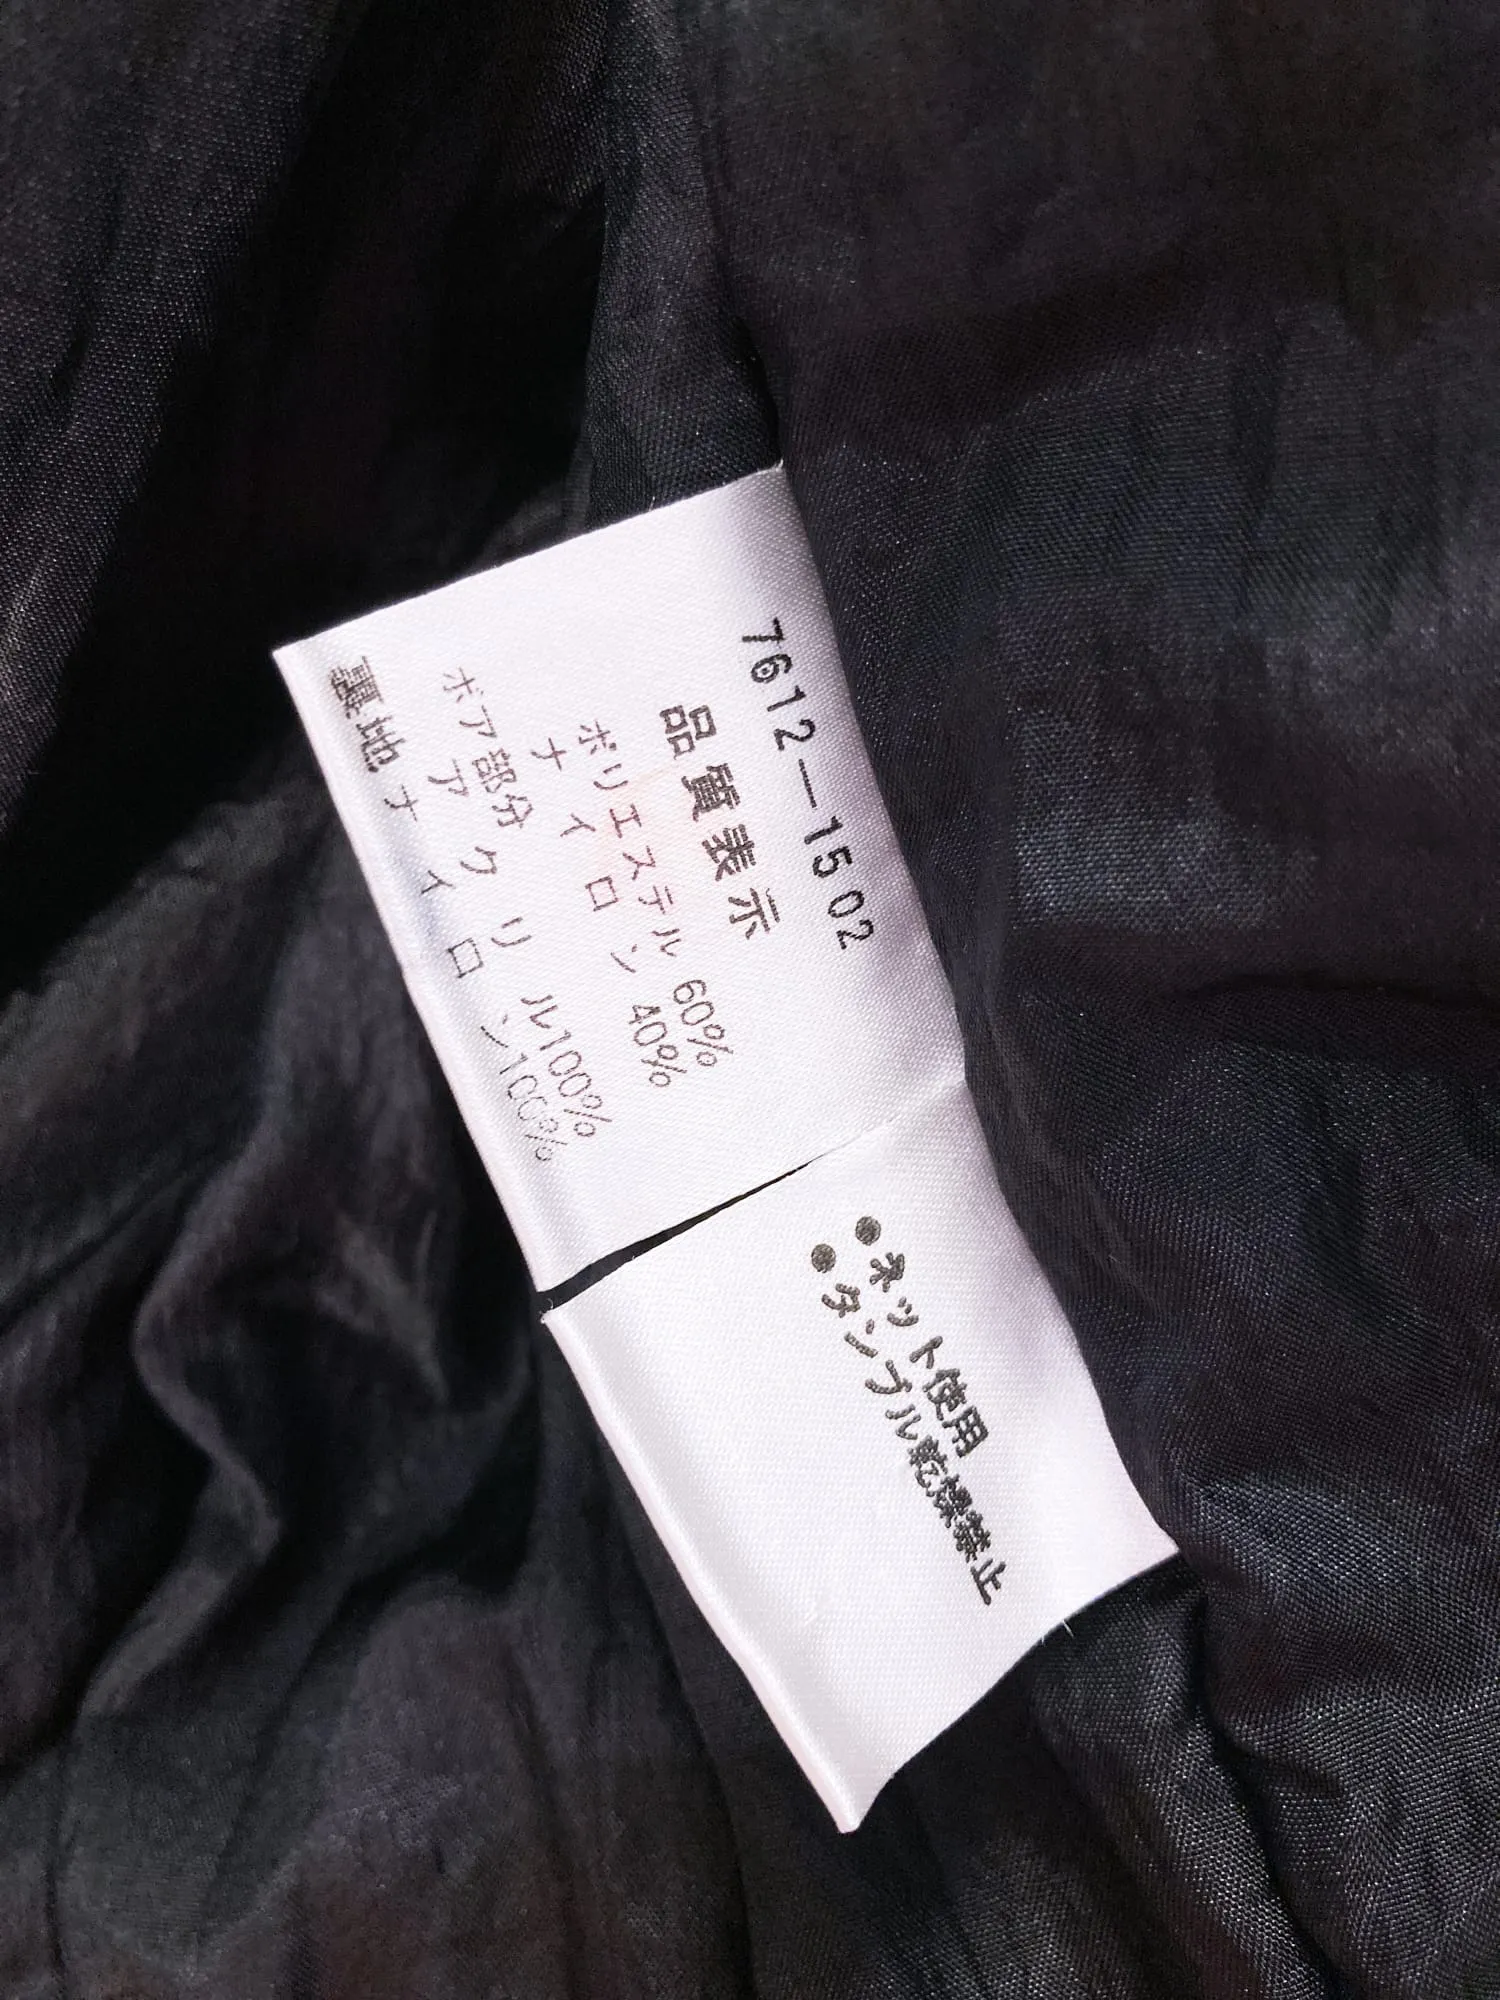 7612-1502
品質表示
ポリエステル 60%
ナイロン 40%
ボア部分
アクリル100%
裏地 ナイロン100%
●ネット使用
●タンブル乾燥禁止